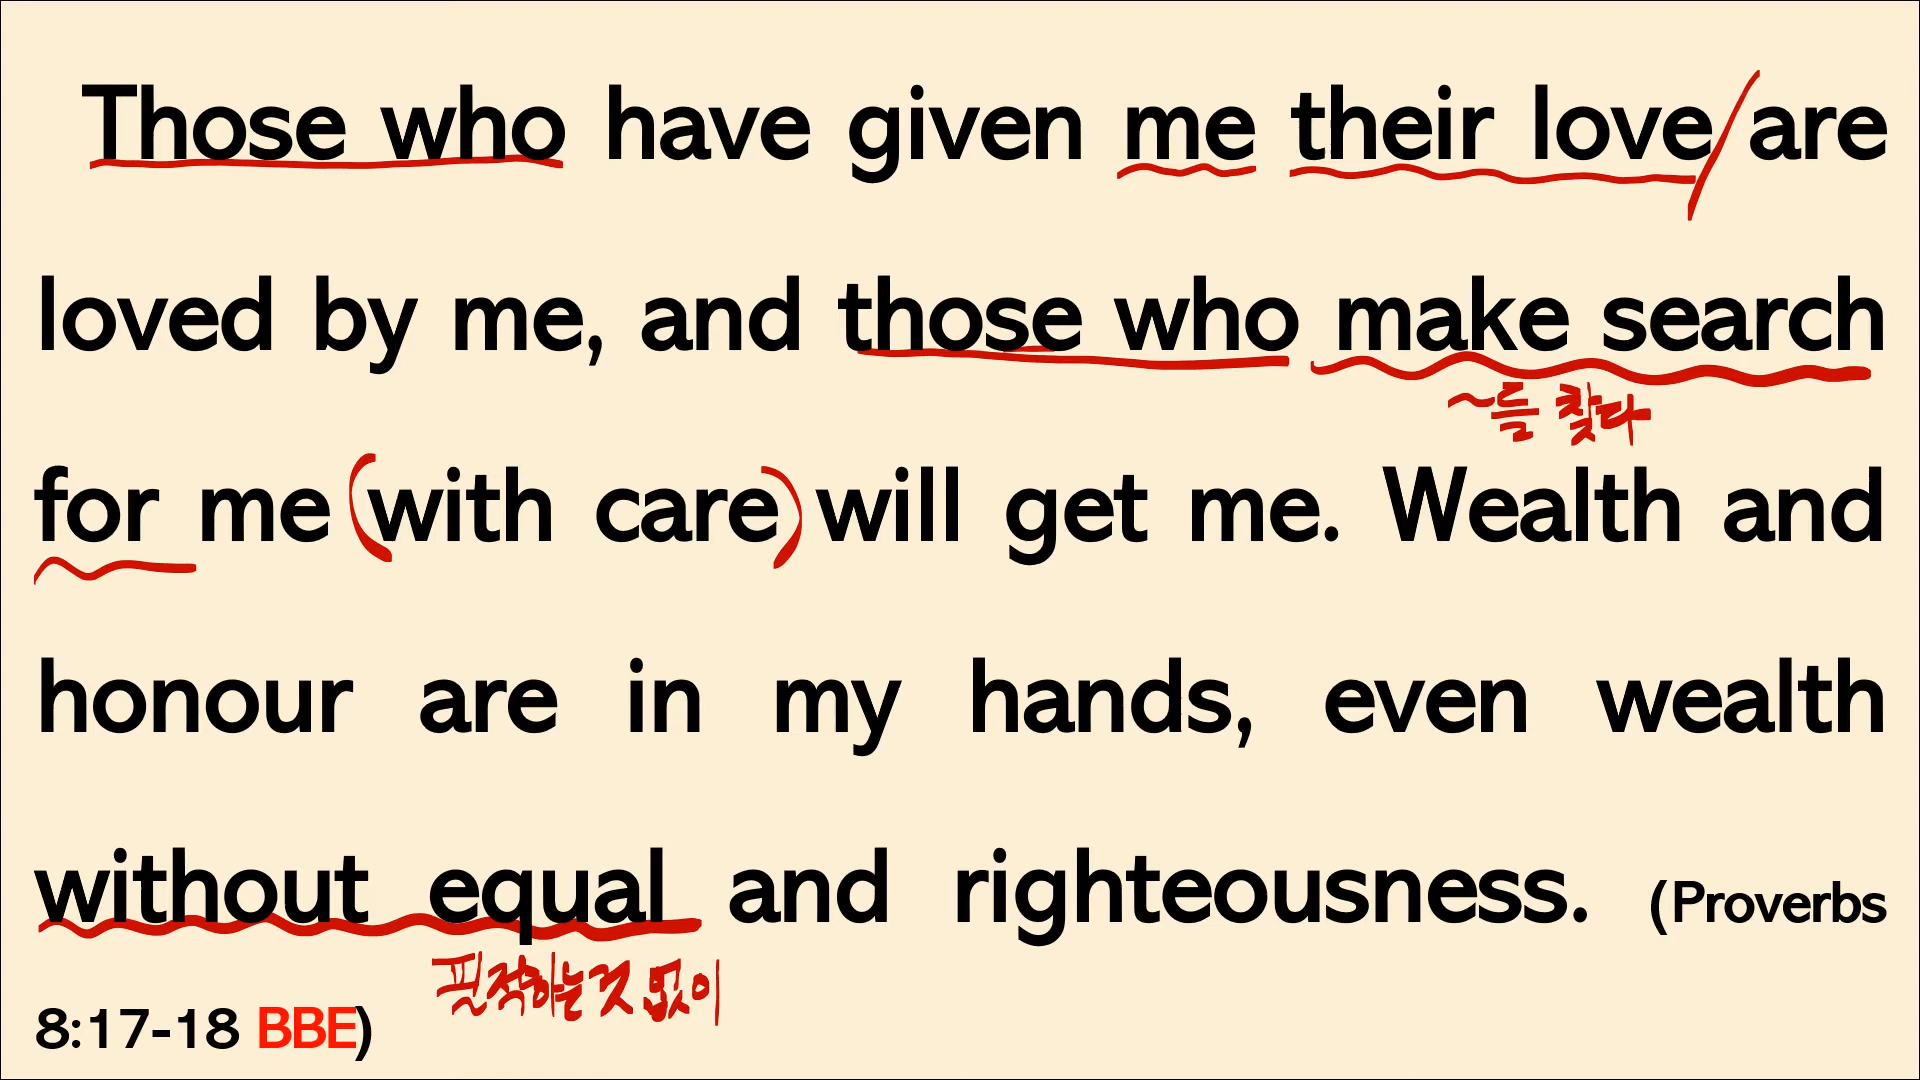 Those who have given me their love / are
loved by me, and those who make search
~를 찾다
for me (with care) will get me. Wealth and
honour are in my hands, even wealth
without equal and righteousness. (Proverbs
필적하는것 없이
8:17-18 BBE)